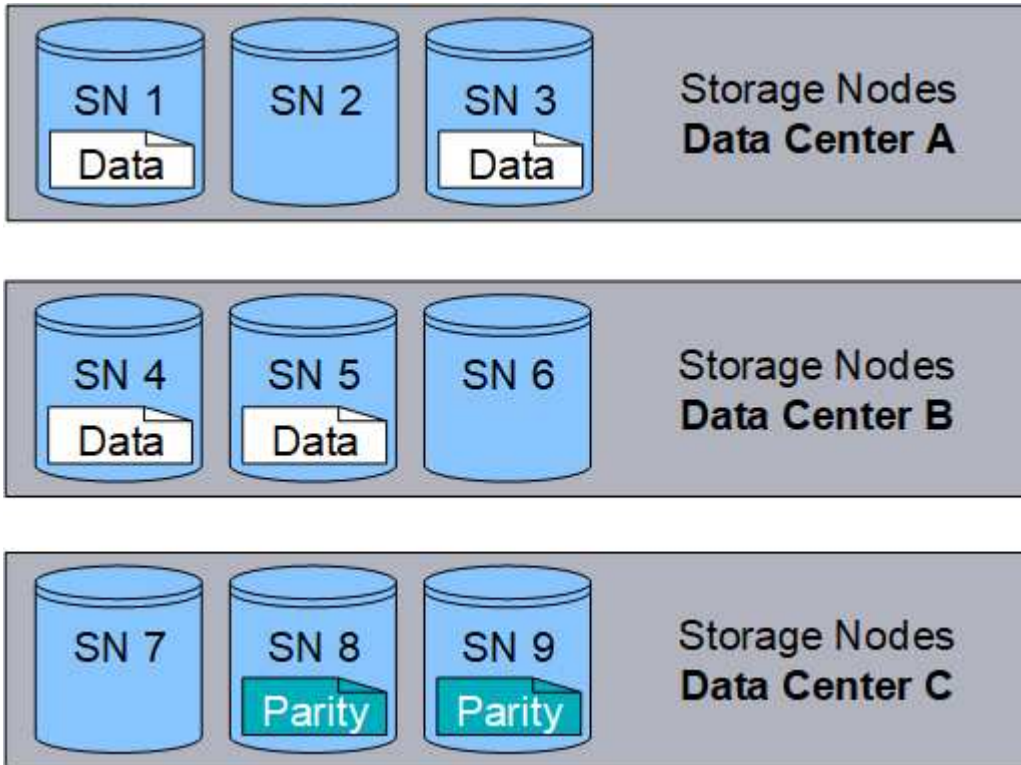 SN 1
SN 2
SN 3
Data
Data
Storage Nodes
Data Center A
SN 4
SN 5
SN 6
Data
Data
Storage Nodes
Data Center B
SN 7
SN 8
SN 9
Parity
Parity
Storage Nodes
Data Center C